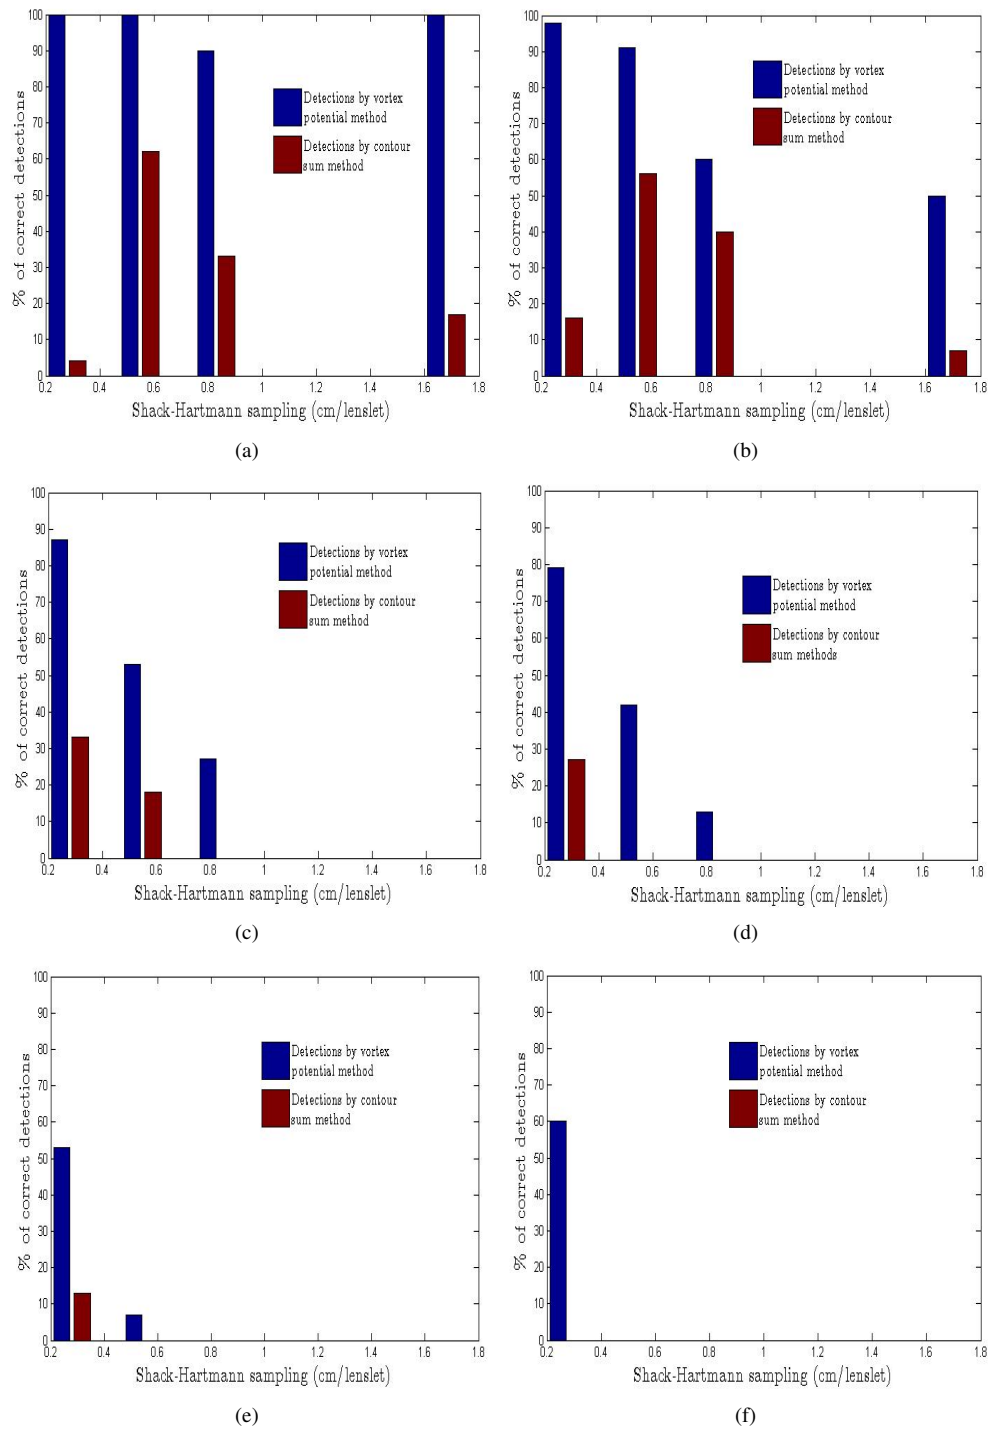 100
90
80
70
60
50
40
30
20
10
0
% of correct detections
Detections by vortex
potential method
Detections by contour
sum method
0.2 0.4 0.6 0.8 1 1.2 1.4 1.6 1.8
Shack-Hartmann sampling (cm/lenslet)
(a)
100
90
80
70
60
50
40
30
20
10
0
% of correct detections
Detections by vortex
potential method
Detections by contour
sum method
0.2 0.4 0.6 0.8 1 1.2 1.4 1.6 1.8
Shack-Hartmann sampling (cm/lenslet)
(b)
100
90
80
70
60
50
40
30
20
10
0
% of correct detections
Detections by vortex
potential method
Detections by contour
sum method
0.2 0.4 0.6 0.8 1 1.2 1.4 1.6 1.8
Shack-Hartmann sampling (cm/lenslet)
(c)
100
90
80
70
60
50
40
30
20
10
0
% of correct detections
Detections by vortex
potential method
Detections by contour
sum methods
0.2 0.4 0.6 0.8 1 1.2 1.4 1.6 1.8
Shack-Hartmann sampling (cm/lenslet)
(d)
100
90
80
70
60
50
40
30
20
10
0
% of correct detections
Detections by vortex
potential method
Detections by contour
sum method
0.2 0.4 0.6 0.8 1 1.2 1.4 1.6 1.8
Shack-Hartmann sampling (cm/lenslet)
(e)
100
90
80
70
60
50
40
30
20
10
0
% of correct detections
Detections by vortex
potential method
Detections by contour
sum method
0.2 0.4 0.6 0.8 1 1.2 1.4 1.6 1.8
Shack-Hartmann sampling (cm/lenslet)
(f)